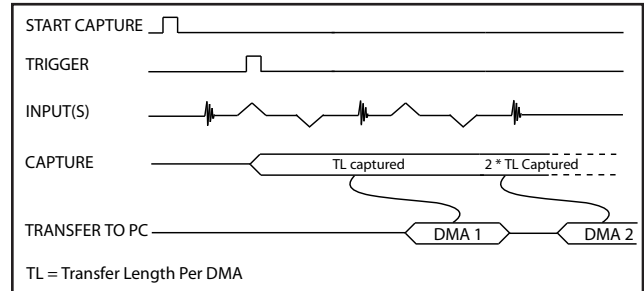 START CAPTURE
TRIGGER
INPUT(S)
CAPTURE
TL captured
2 * TL Captured
TRANSFER TO PC
DMA 1
DMA 2
TL = Transfer Length Per DMA